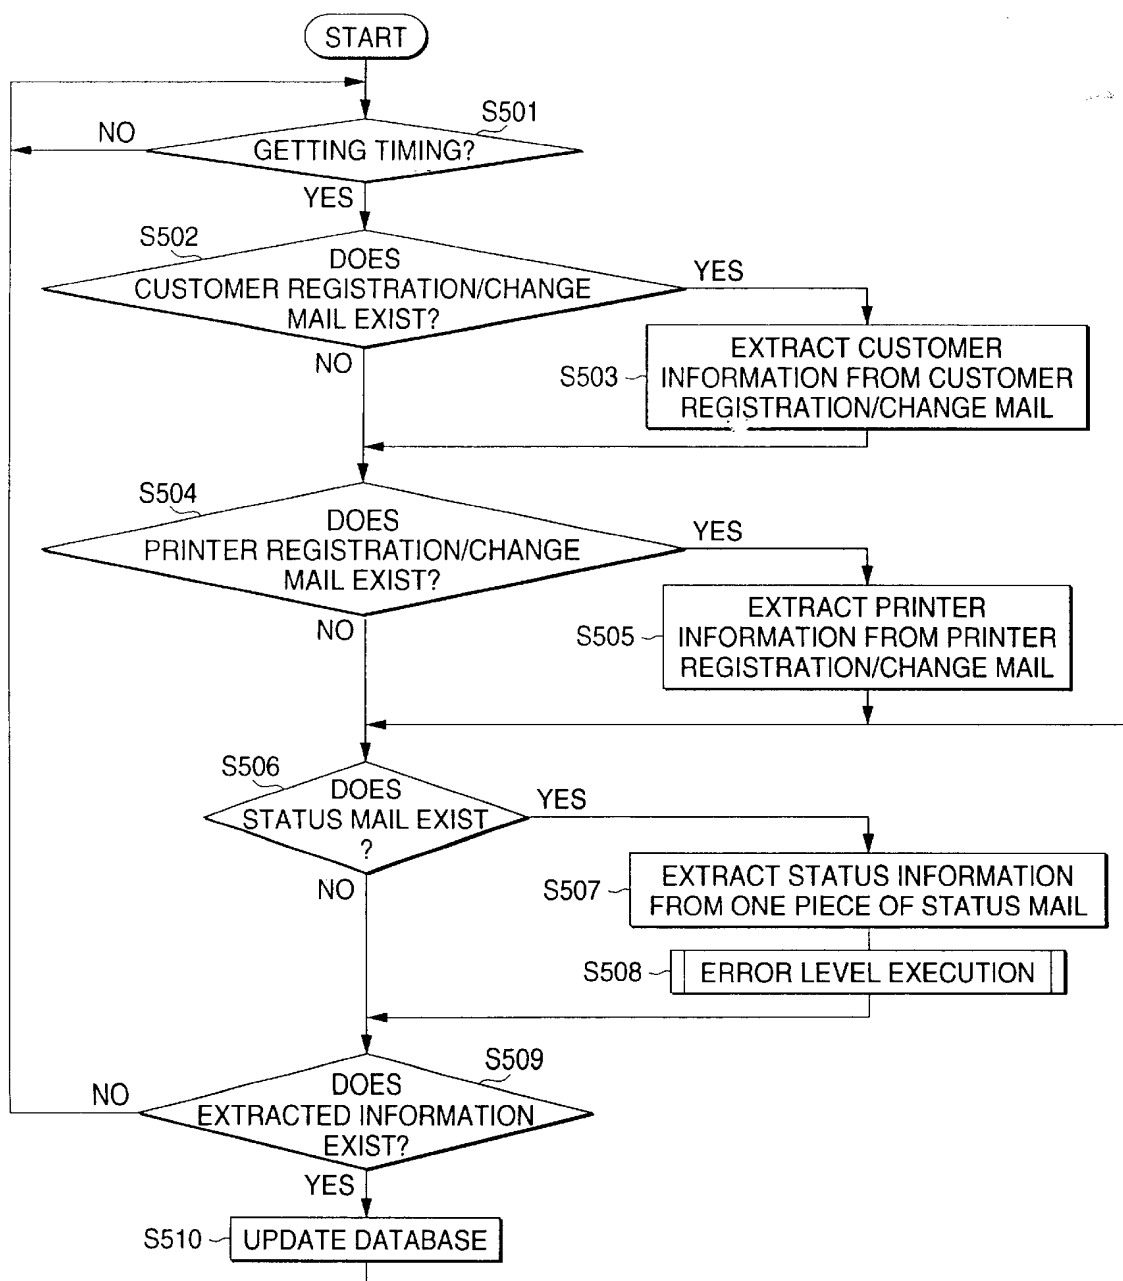 START
NO
S501
GETTING TIMING?
YES
S502
DOES
CUSTOMER REGISTRATION/CHANGE
MAIL EXIST?
YES
NO
S503
EXTRACT CUSTOMER
INFORMATION FROM CUSTOMER
REGISTRATION/CHANGE MAIL
S504
DOES
PRINTER REGISTRATION/CHANGE
MAIL EXIST?
YES
NO
S505
EXTRACT PRINTER
INFORMATION FROM PRINTER
REGISTRATION/CHANGE MAIL
S506
DOES
STATUS MAIL EXIST
?
YES
NO
S507
EXTRACT STATUS INFORMATION
FROM ONE PIECE OF STATUS MAIL
S508
ERROR LEVEL EXECUTION
S509
NO
DOES
EXTRACTED INFORMATION
EXIST?
YES
S510
UPDATE DATABASE